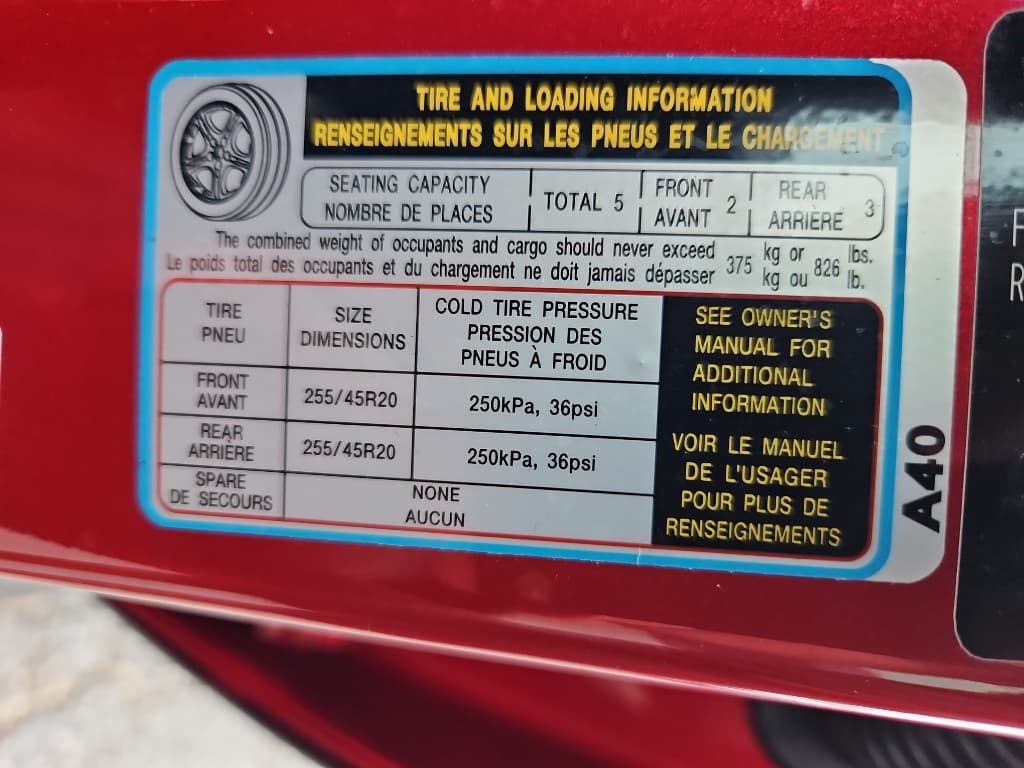 TIRE AND LOADING INFORMATION
RENSEIGNEMENTS SUR LES PNEUS ET LE CHARGEMENT
SEATING CAPACITY
NOMBRE DE PLACES
TOTAL 5
FRONT
AVANT
2
REAR
ARRIÈRE
3
The combined weight of occupants and cargo should never exceed
Le poids total des occupants et du chargement ne doit jamais dépasser
375
kg or
kg ou
826
lbs.
lb.
TIRE
PNEU
SIZE
DIMENSIONS
COLD TIRE PRESSURE
PRESSION DES
PNEUS À FROID
FRONT
AVANT
255/45R20
250kPa, 36psi
REAR
ARRIÈRE
255/45R20
250kPa, 36psi
SPARE
DE SECOURS
NONE
AUCUN
SEE OWNER'S
MANUAL FOR
ADDITIONAL
INFORMATION
VOIR LE MANUEL
DE L'USAGER
POUR PLUS DE
RENSEIGNEMENTS
A40
F
R